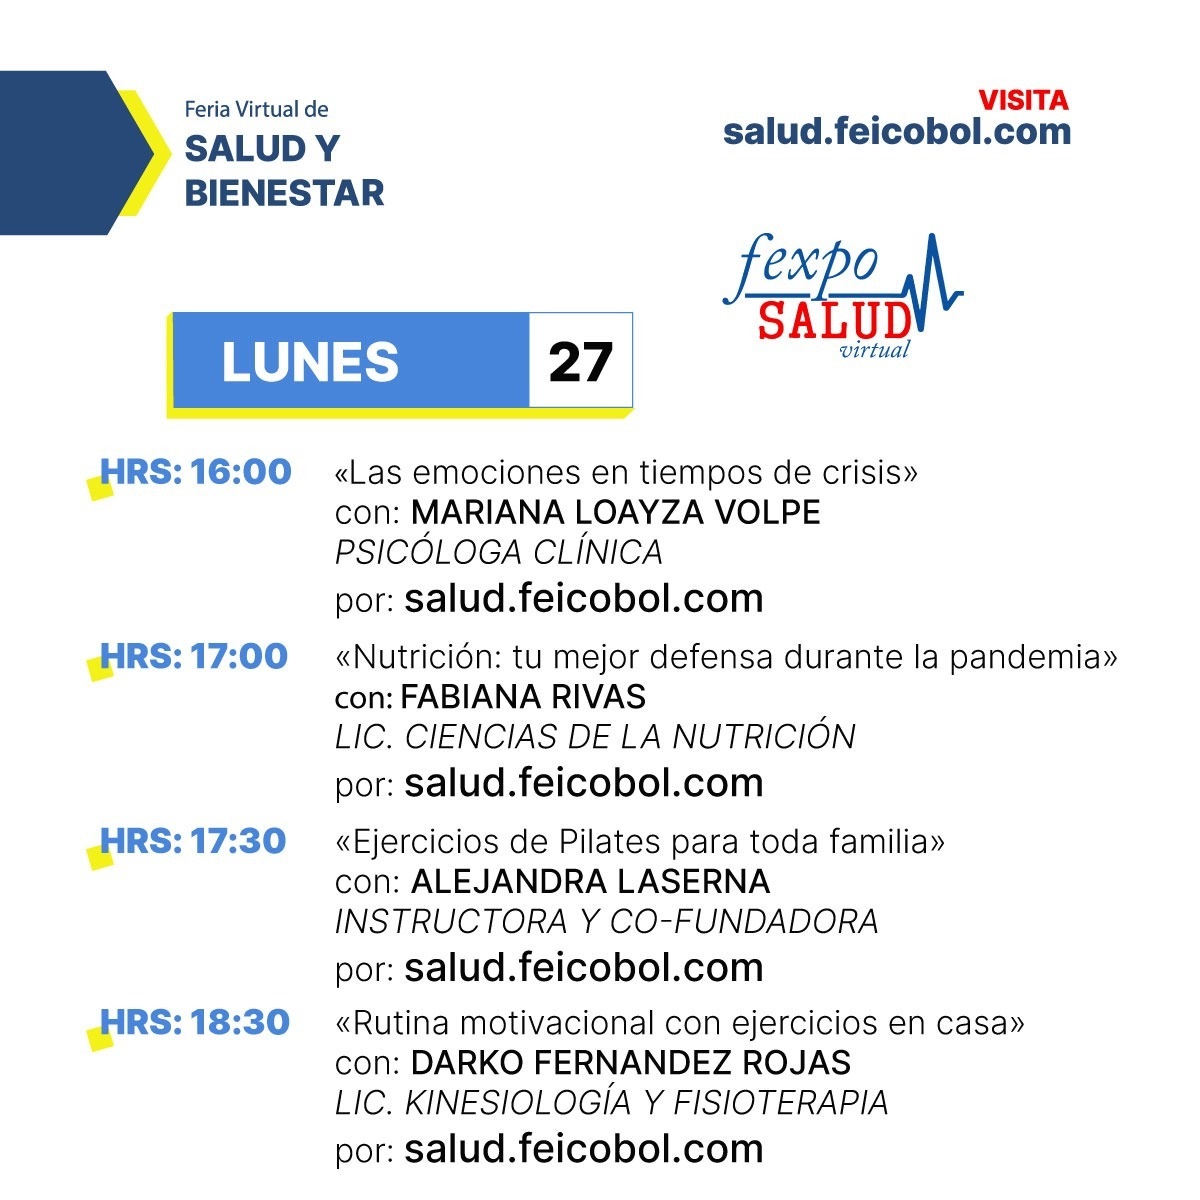 Feria Virtual de
SALUD Y
BIENESTAR
VISITA
salud.feicobol.com
fexpo
SALUD
virtual
LUNES 27
HRS: 16:00 «Las emociones en tiempos de crisis»
con: MARIANA LOAYZA VOLPE
PSICÓLOGA CLÍNICA
por: salud.feicobol.com
HRS: 17:00 «Nutrición: tu mejor defensa durante la pandemia»
con: FABIANA RIVAS
LIC. CIENCIAS DE LA NUTRICIÓN
por: salud.feicobol.com
HRS: 17:30 «Ejercicios de Pilates para toda familia»
con: ALEJANDRA LASERNA
INSTRUCTORA Y CO-FUNDADORA
por: salud.feicobol.com
HRS: 18:30 «Rutina motivacional con ejercicios en casa»
con: DARKO FERNANDEZ ROJAS
LIC. KINESIOLOGÍA Y FISIOTERAPIA
por: salud.feicobol.com